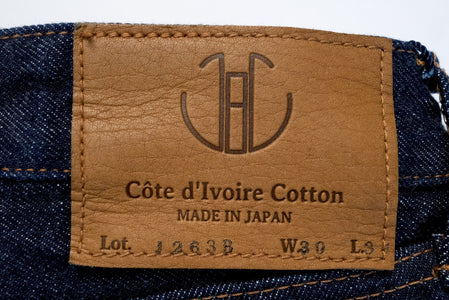 Côte d'Ivoire Cotton
MADE IN JAPAN
Lot. 1263B W30 L.